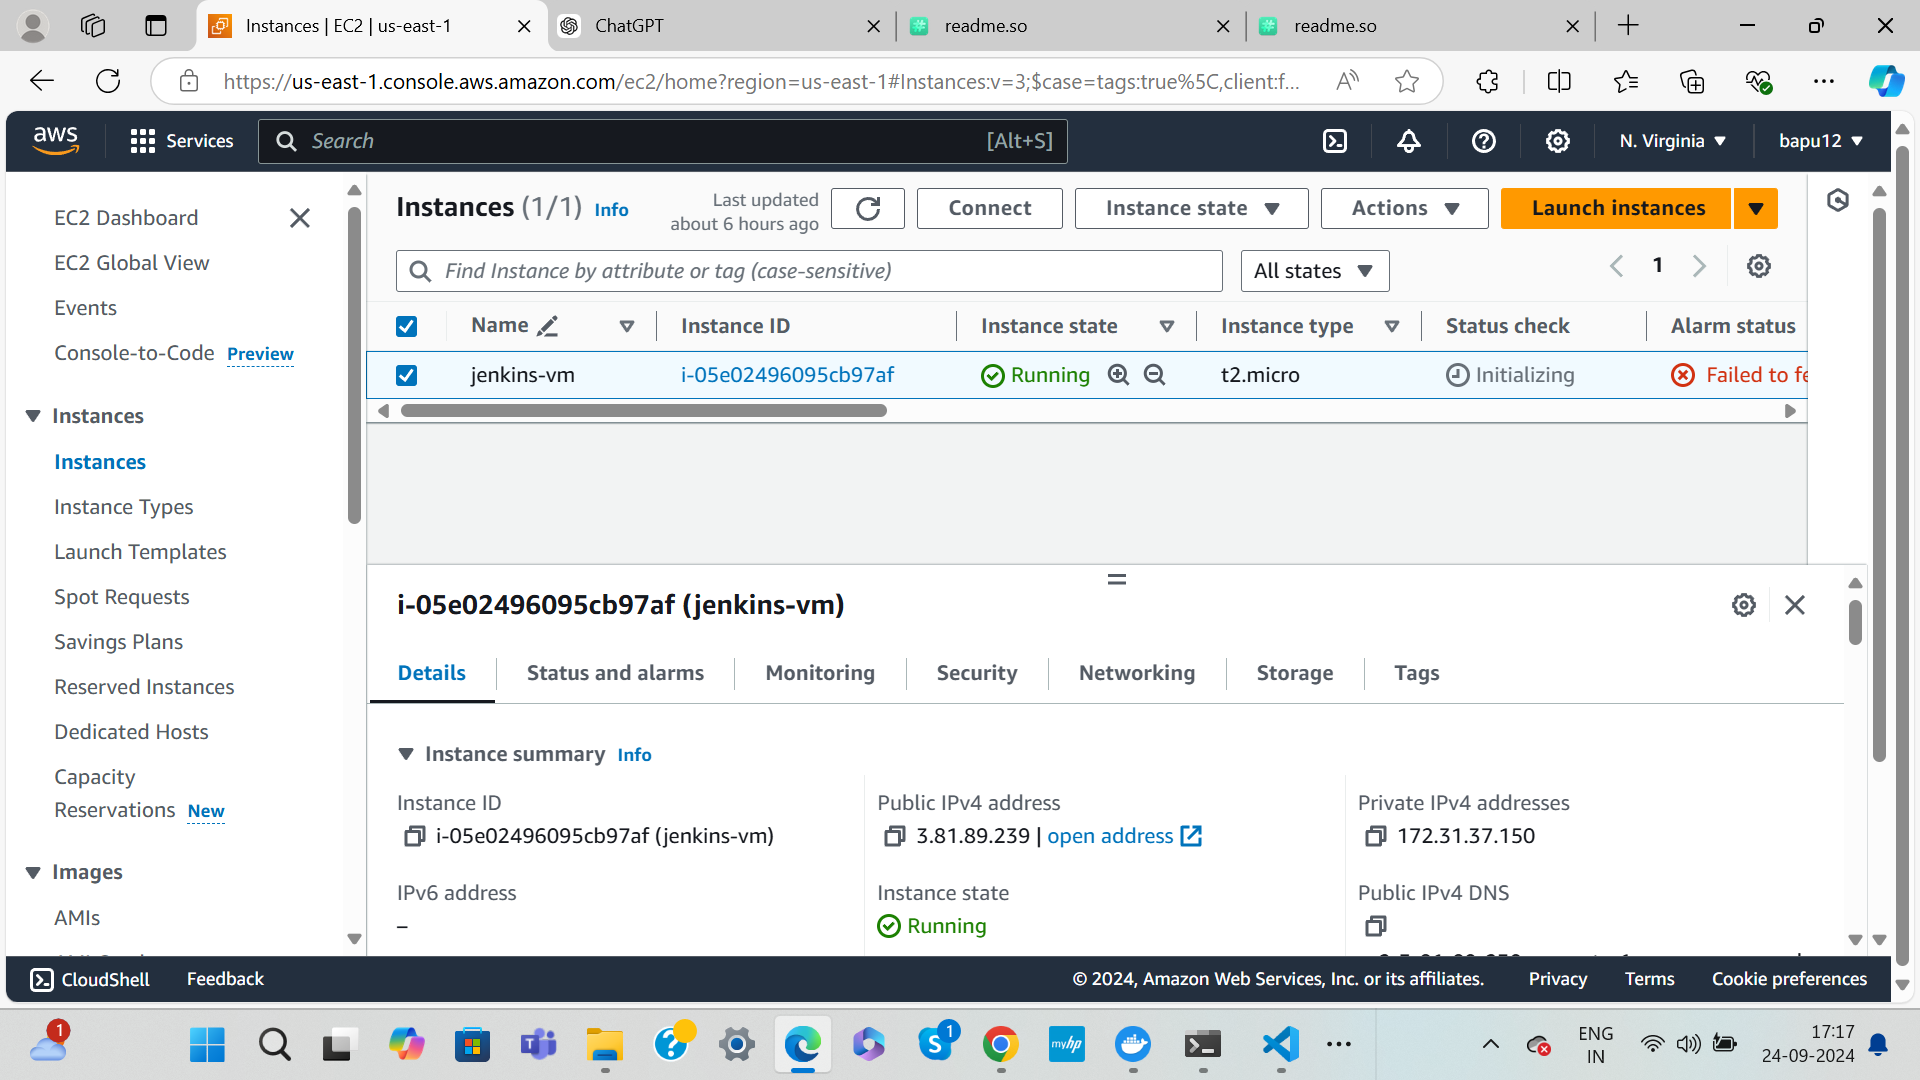 Instances | EC2 | us-east-1
ChatGPT
readme.so
readme.so
https://us-east-1.console.aws.amazon.com/ec2/home?region=us-east-1#Instances:v=3;$case=tags:true%5C,client:f...
aws
Services
Search
[Alt+S]
N. Virginia
bapu12
EC2 Dashboard
EC2 Global View
Events
Console-to-Code Preview
Instances
Instances
Instance Types
Launch Templates
Spot Requests
Savings Plans
Reserved Instances
Dedicated Hosts
Capacity
Reservations New
Images
AMIs
Instances (1/1) Info
Last updated
about 6 hours ago
Connect
Instance state
Actions
Launch instances
Find Instance by attribute or tag (case-sensitive)
All states
1
Name
Instance ID
Instance state
Instance type
Status check
Alarm status
jenkins-vm
i-05e02496095cb97af
Running
t2.micro
Initializing
Failed to fe
i-05e02496095cb97af (jenkins-vm)
Details
Status and alarms
Monitoring
Security
Networking
Storage
Tags
Instance summary Info
Instance ID
i-05e02496095cb97af (jenkins-vm)
Public IPv4 address
3.81.89.239 | open address
Private IPv4 addresses
172.31.37.150
IPv6 address
–
Instance state
Running
Public IPv4 DNS
CloudShell
Feedback
© 2024, Amazon Web Services, Inc. or its affiliates.
Privacy
Terms
Cookie preferences
1
1
myhp
ENG
IN
17:17
24-09-2024